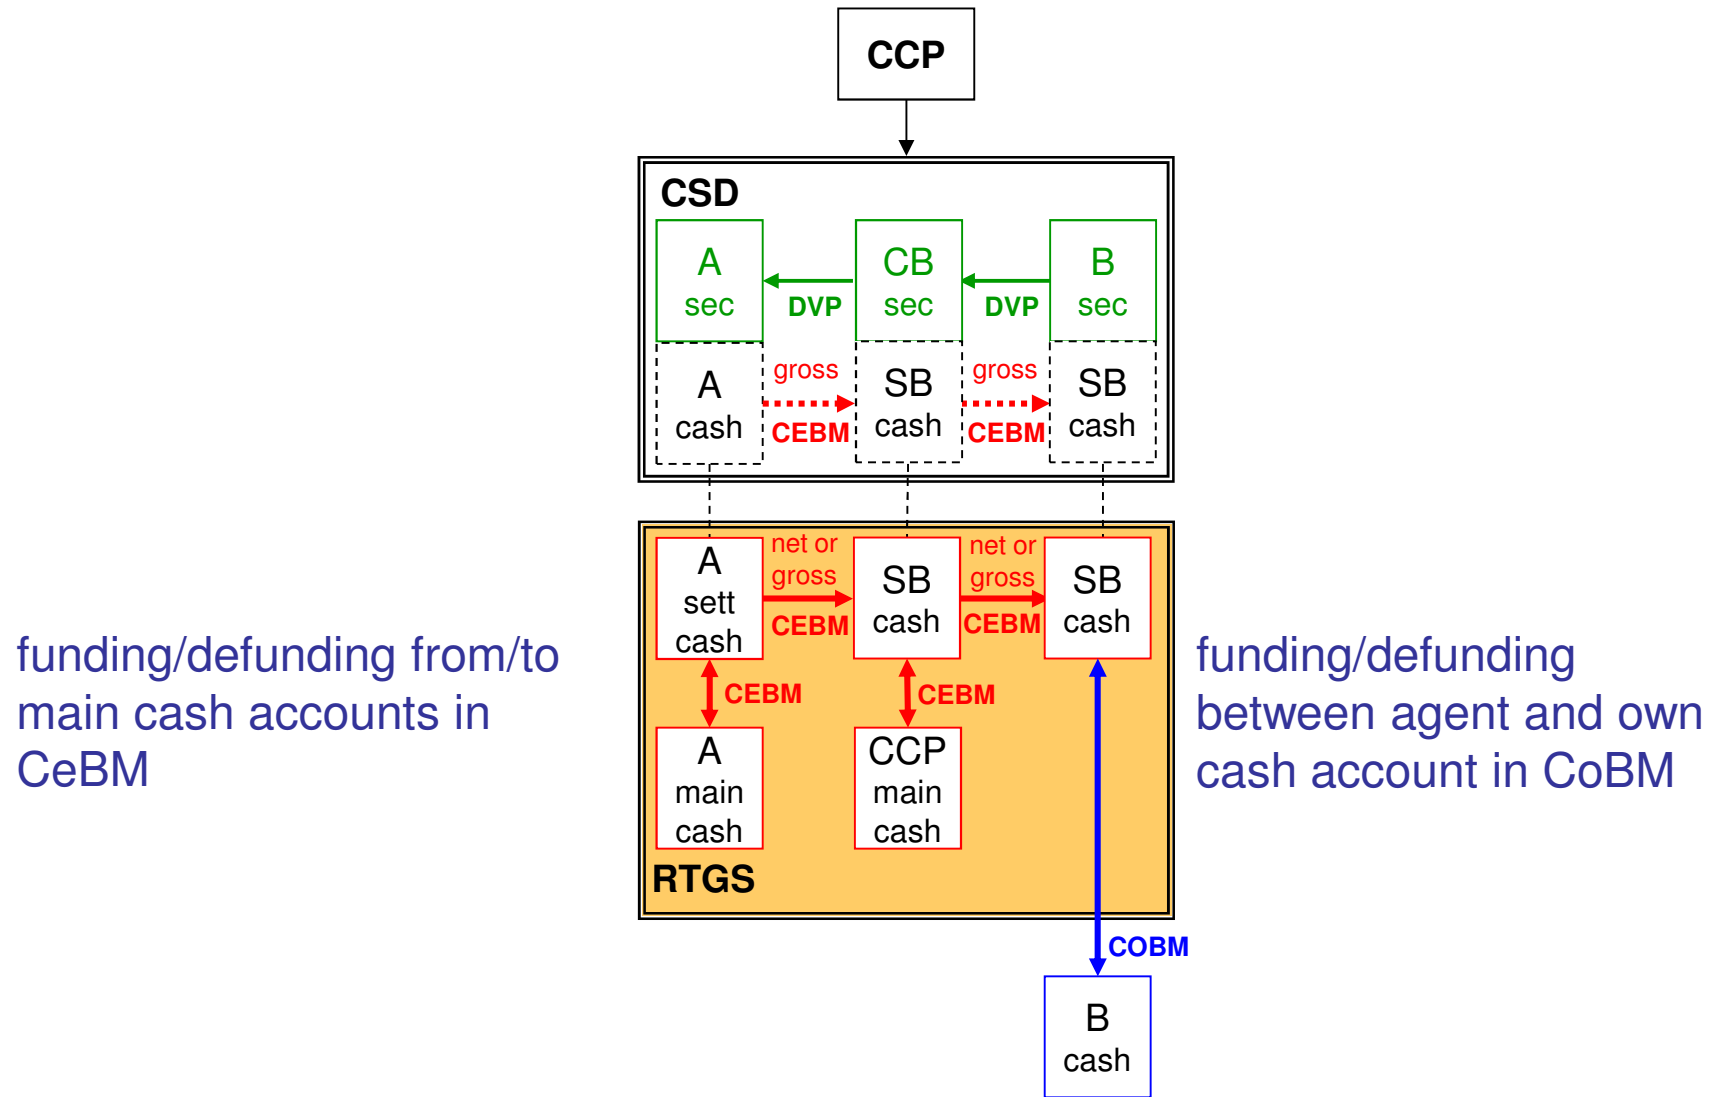 CCP
CSD
A
sec
DVP
CB
sec
DVP
B
sec
A
cash
gross
CEBM
SB
cash
gross
CEBM
SB
cash
A
sett
cash
net or
gross
CEBM
SB
cash
net or
gross
CEBM
SB
cash
funding/defunding from/to
main cash accounts in
CeBM
funding/defunding
between agent and own
cash account in CoBM
CEBM
CEBM
A
main
cash
CCP
main
cash
RTGS
COBM
B
cash